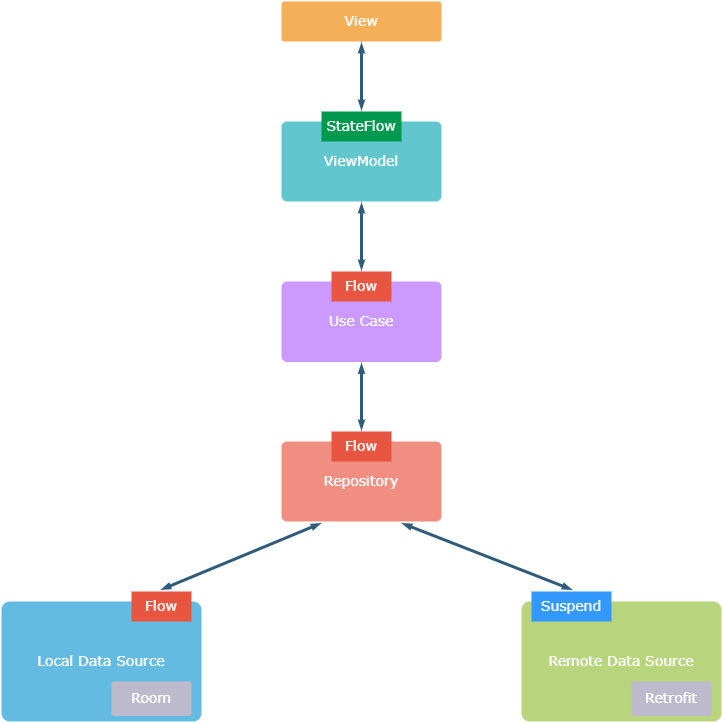 View
StateFlow
ViewModel
Flow
Use Case
Flow
Repository
Flow
Suspend
Local Data Source
Remote Data Source
Room
Retrofit